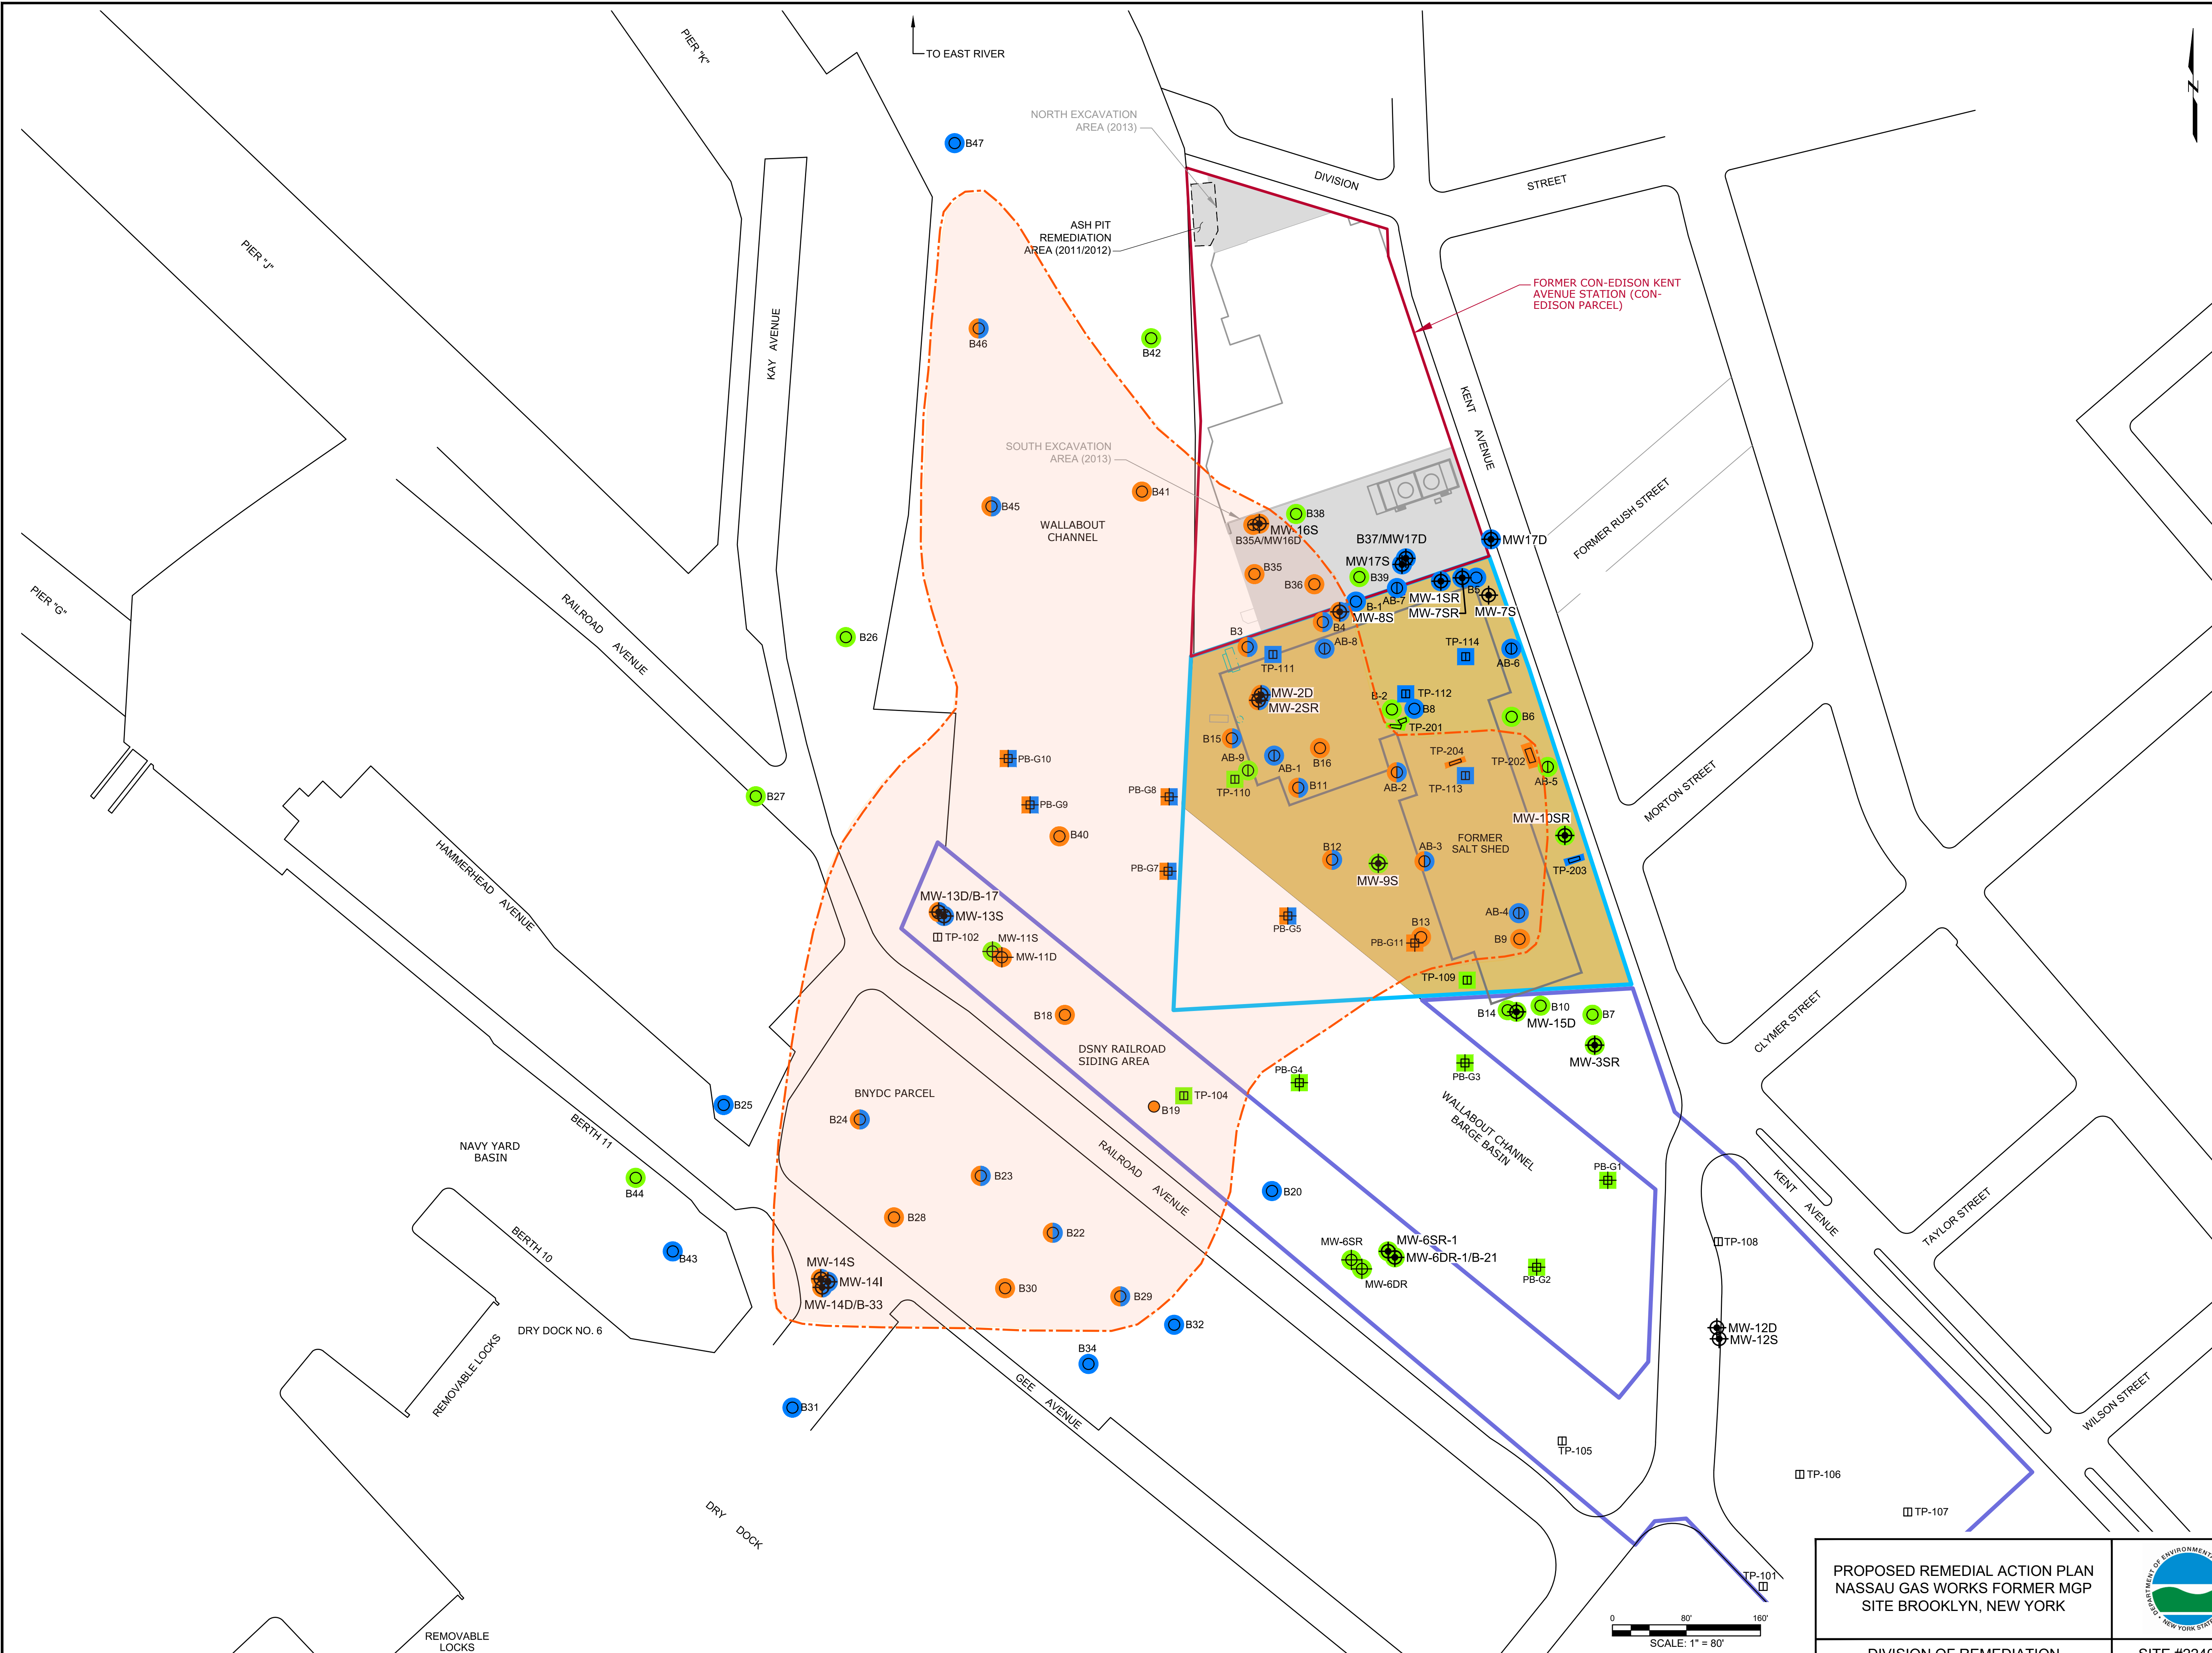 TO EAST RIVER
PIER "K"
NORTH EXCAVATION
AREA (2013)
B47
DIVISION
STREET
N
ASH PIT
REMEDIATION
AREA (2011/2012)
PIER "J"
FORMER CON-EDISON KENT
AVENUE STATION (CON-
EDISON PARCEL)
KAY AVENUE
B46
B42
KENT AVENUE
SOUTH EXCAVATION
AREA (2013)
B41
B45
WALLABOUT
CHANNEL
B38
MW-16S
B35A/MW16D
B37/MW17D
MW17D
FORMER RUSH STREET
MW17S
B35
B36
B39
AB-7
B5
MW-1SR
MW-7SR
MW-7S
B-1
MW-8S
B4
PIER "G"
RAILROAD AVENUE
B26
B3
AB-8
TP-111
TP-114
AB-6
MW-2D
MW-2SR
B-2
TP-112
B8
B6
TP-201
B15
AB-9
AB-1
B16
TP-204
TP-202
AB-5
TP-110
B11
AB-2
TP-113
PB-G10
PB-G8
PB-G9
B27
B40
MORTON STREET
MW-10SR
FORMER
SALT SHED
HAMMERHEAD AVENUE
PB-G7
B12
AB-3
MW-9S
TP-203
MW-13D/B-17
MW-13S
TP-102
MW-11S
MW-11D
PB-G5
B13
PB-G11
AB-4
B9
TP-109
B18
B14
B10
B7
MW-15D
MW-3SR
CLYMER STREET
DSNY RAILROAD
SIDING AREA
PB-G4
PB-G3
BNYDC PARCEL
TP-104
B19
B25
B24
WALLABOUT CHANNEL
BARGE BASIN
BERTH 11
NAVY YARD
BASIN
RAILROAD AVENUE
B44
B23
B20
PB-G1
KENT AVENUE
TAYLOR STREET
B28
B22
BERTH 10
B43
MW-6SR
MW-6SR-1
MW-6DR-1/B-21
MW-6DR
TP-108
PB-G2
MW-14S
MW-14I
MW-14D/B-33
B30
B29
DRY DOCK NO. 6
B32
MW-12D
MW-12S
REMOVABLE LOCKS
B34
GEE AVENUE
B31
WILSON STREET
TP-105
TP-106
DRY DOCK
TP-107
TP-101
REMOVABLE
LOCKS
0 80' 160'
SCALE: 1" = 80'
PROPOSED REMEDIAL ACTION PLAN
NASSAU GAS WORKS FORMER MGP
SITE BROOKLYN, NEW YORK
DIVISION OF REMEDIATION